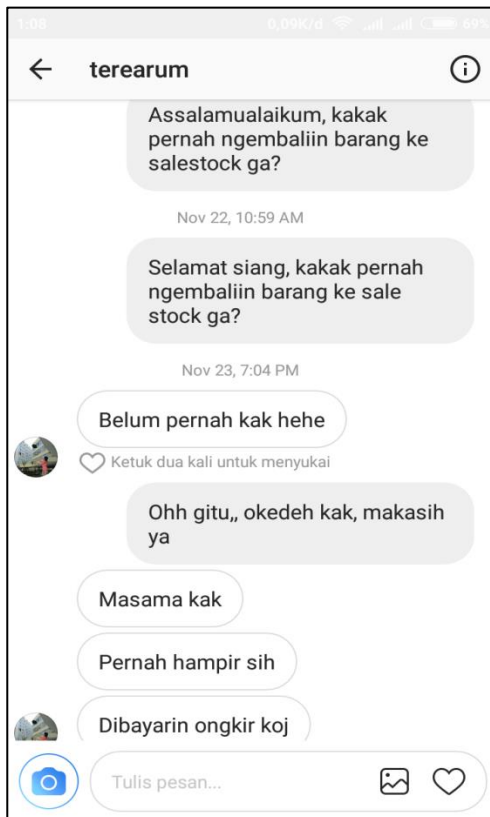 1:08 0,09K/d 69%
terearum
Assalamualaikum, kakak
pernah ngembaliin barang ke
salestock ga?
Nov 22, 10:59 AM
Selamat siang, kakak pernah
ngembaliin barang ke sale
stock ga?
Nov 23, 7:04 PM
Belum pernah kak hehe
Ketuk dua kali untuk menyukai
Ohh gitu,, okedeh kak, makasih
ya
Masama kak
Pernah hampir sih
Dibayarin ongkir koj
Tulis pesan...